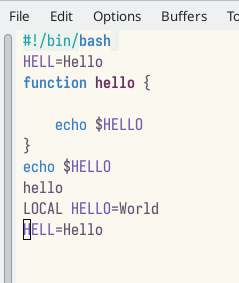 File Edit Options Buffers To
#!/bin/bash
HELL=Hello
function hello {
echo $HELLO
}
echo $HELLO
hello
LOCAL HELLO=World
HELL=Hello